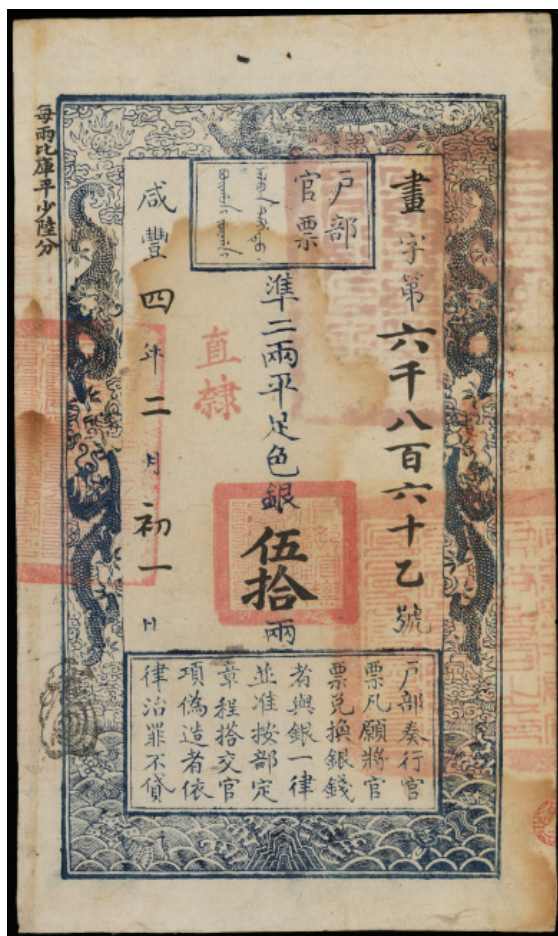 戶部
官票
畫字第六千八百六十乙號
準二兩平足色銀伍拾兩
直隸
咸豐四年二月初一日
每兩比庫平少陸分
戶部奏行官
票凡願將官
票兌換銀錢
者與銀一律
並准按部定
章程搭交官
項偽造者依
律治罪不貸